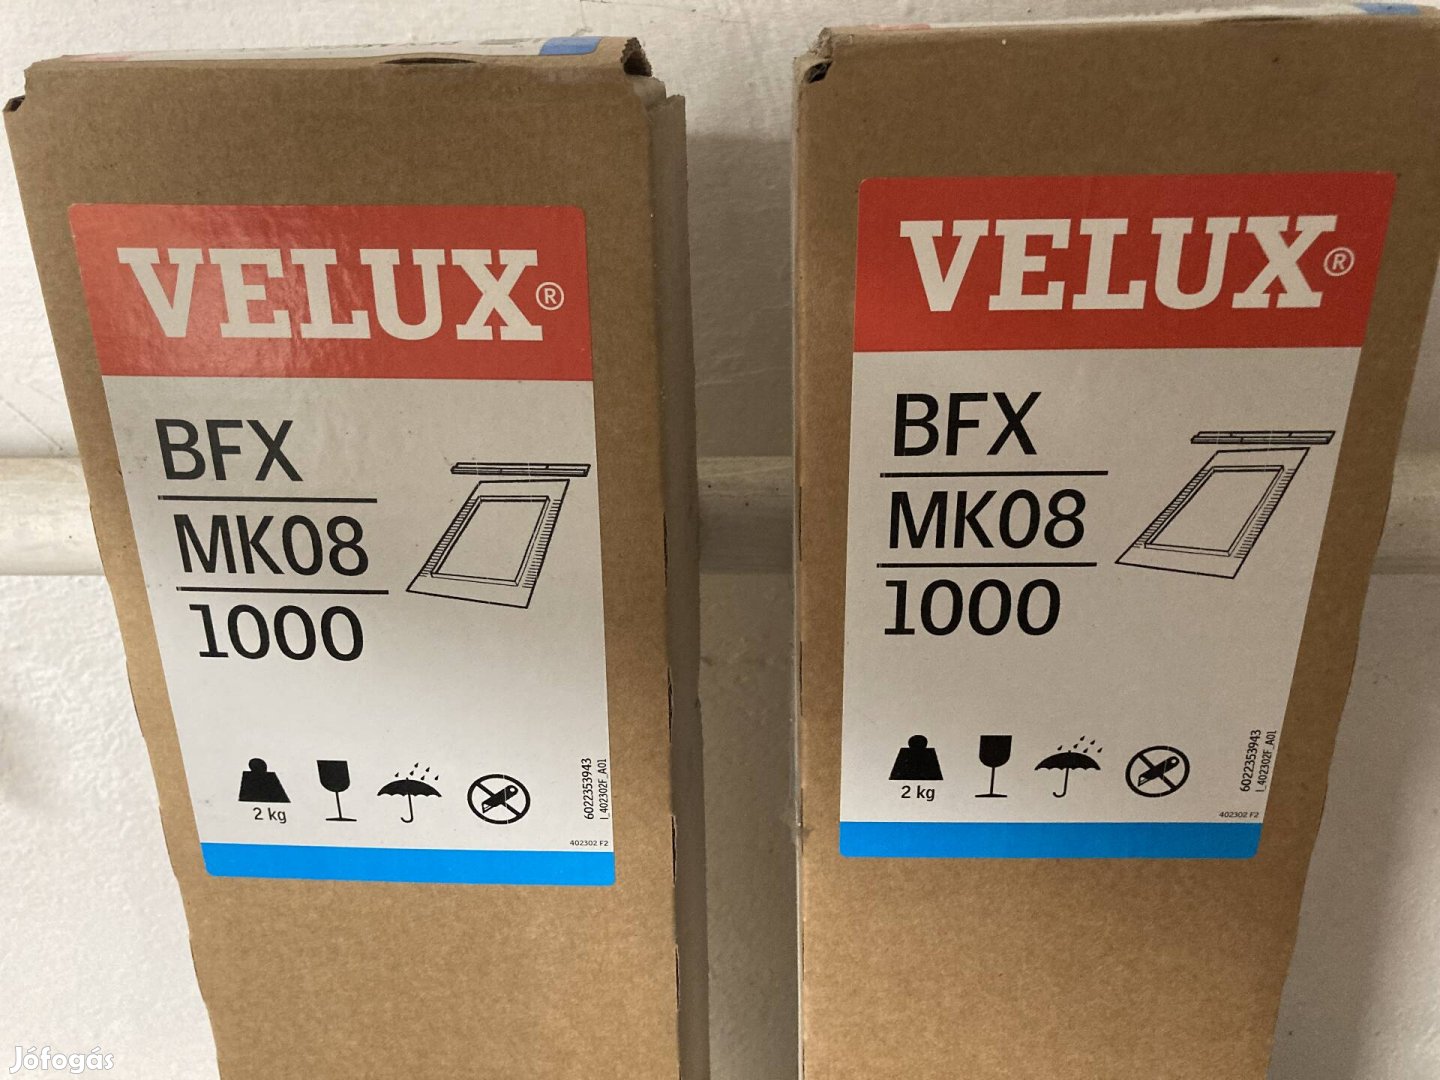 VELUX®
BFX
MK08
1000
2 kg
6022353943
I_402302F_A01
402302 F2
VELUX®
BFX
MK08
1000
2 kg
6022353943
I_402302F_A01
402302 F2
Jófogás